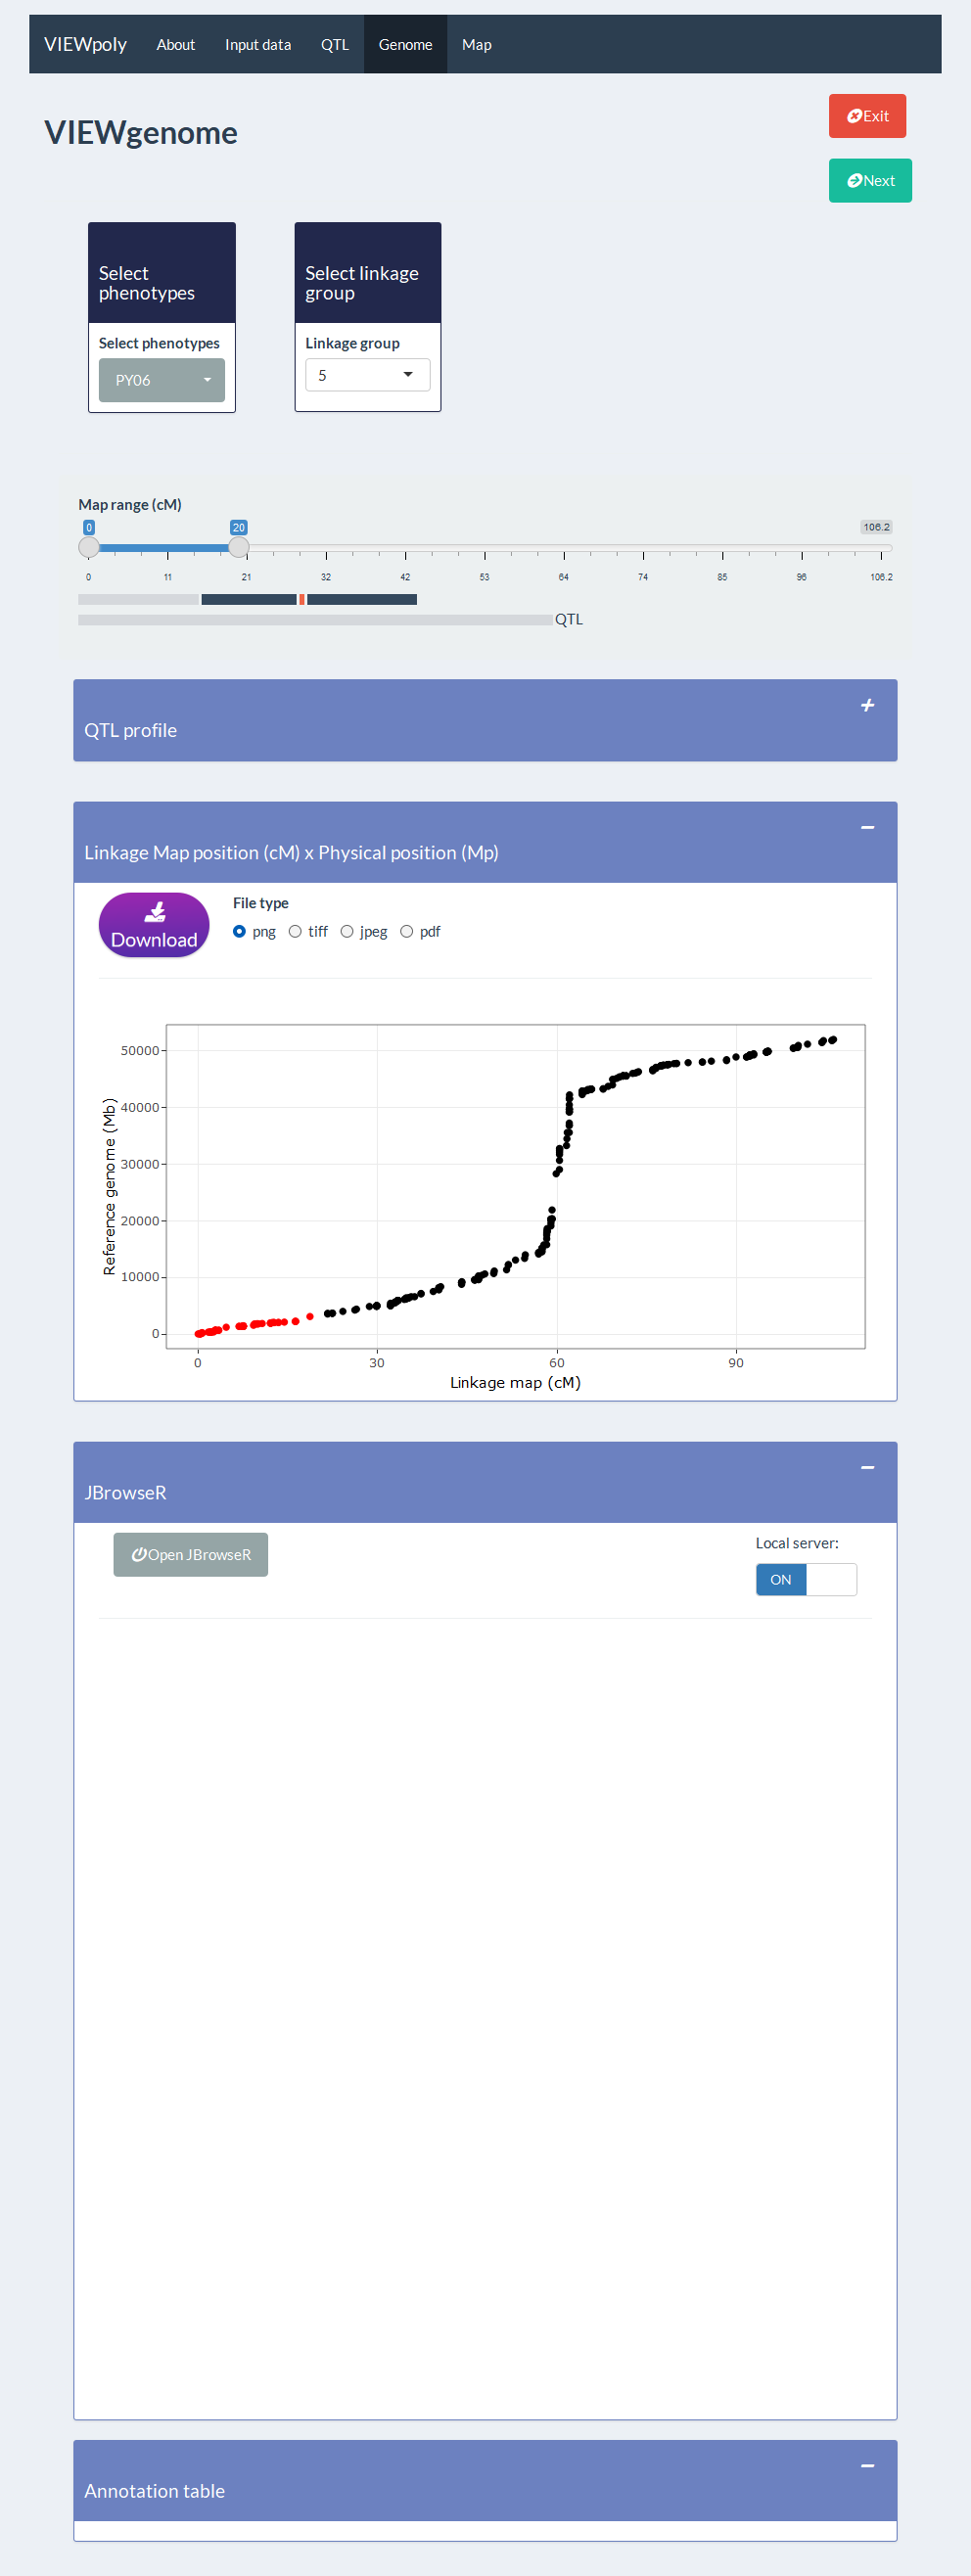 VIEWpoly About Input data QTL Genome Map
VIEWgenome
Exit
Next
Select phenotypes
Select linkage group
Select phenotypes
PY06
Linkage group
5
Map range (cM)
0 20 106.2
0 11 21 32 42 53 64 74 85 96 106.2
QTL
QTL profile
Linkage Map position (cM) x Physical position (Mp)
Download
File type
png tiff jpeg pdf
Reference genome (Mb)
50000
40000
30000
20000
10000
0
0 30 60 90
Linkage map (cM)
JBrowseR
Open JBrowseR
Local server:
ON
Annotation table